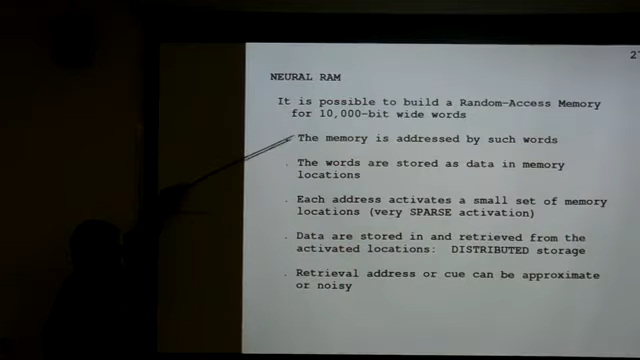 NEURAL RAM
It is possible to build a Random-Access Memory
for 10,000-bit wide words
. The memory is addressed by such words
. The words are stored as data in memory
locations
. Each address activates a small set of memory
locations (very SPARSE activation)
. Data are stored in and retrieved from the
activated locations: DISTRIBUTED storage
. Retrieval address or cue can be approximate
or noisy